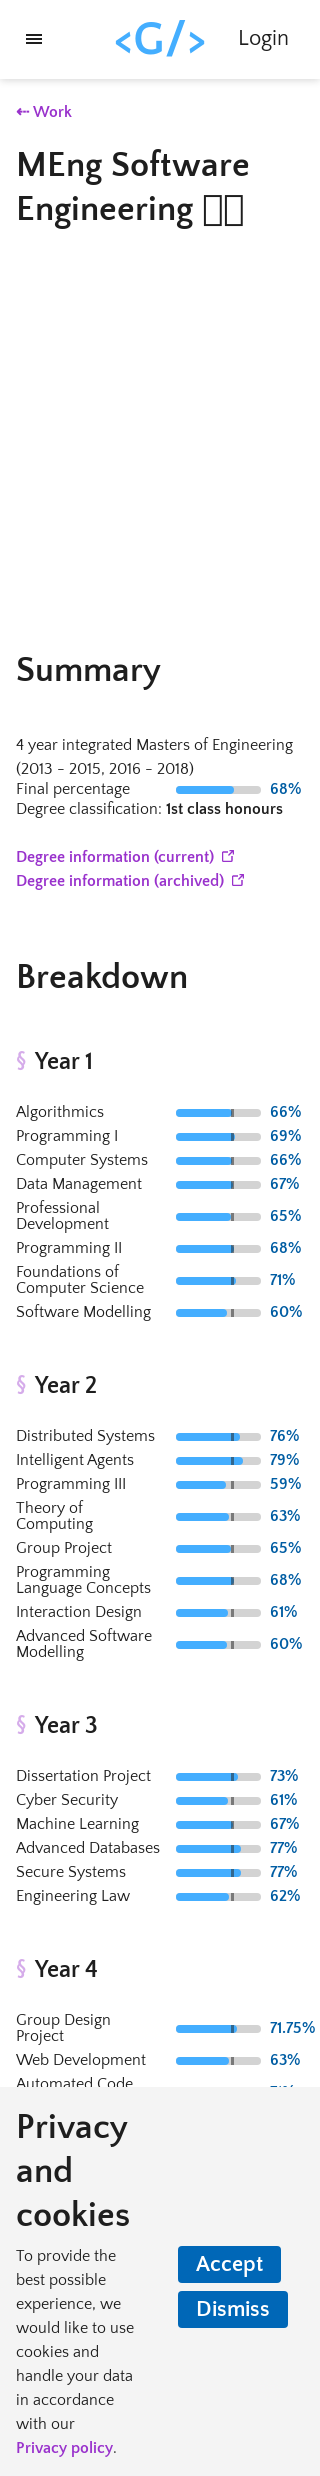 <G/>
Login
⇠ Work
MEng Software
Engineering
Summary
4 year integrated Masters of Engineering
(2013 - 2015, 2016 - 2018)
Final percentage 68%
Degree classification: 1st class honours
Degree information (current)
Degree information (archived)
Breakdown
§ Year 1
Algorithmics 66%
Programming I 69%
Computer Systems 66%
Data Management 67%
Professional
Development 65%
Programming II 68%
Foundations of
Computer Science 71%
Software Modelling 60%
§ Year 2
Distributed Systems 76%
Intelligent Agents 79%
Programming III 59%
Theory of
Computing 63%
Group Project 65%
Programming
Language Concepts 68%
Interaction Design 61%
Advanced Software
Modelling 60%
§ Year 3
Dissertation Project 73%
Cyber Security 61%
Machine Learning 67%
Advanced Databases 77%
Secure Systems 77%
Engineering Law 62%
§ Year 4
Group Design
Project 71.75%
Web Development 63%
Automated Code
Privacy
and
cookies
To provide the
best possible
experience, we
would like to use
cookies and
handle your data
in accordance
with our
Privacy policy.
Accept
Dismiss